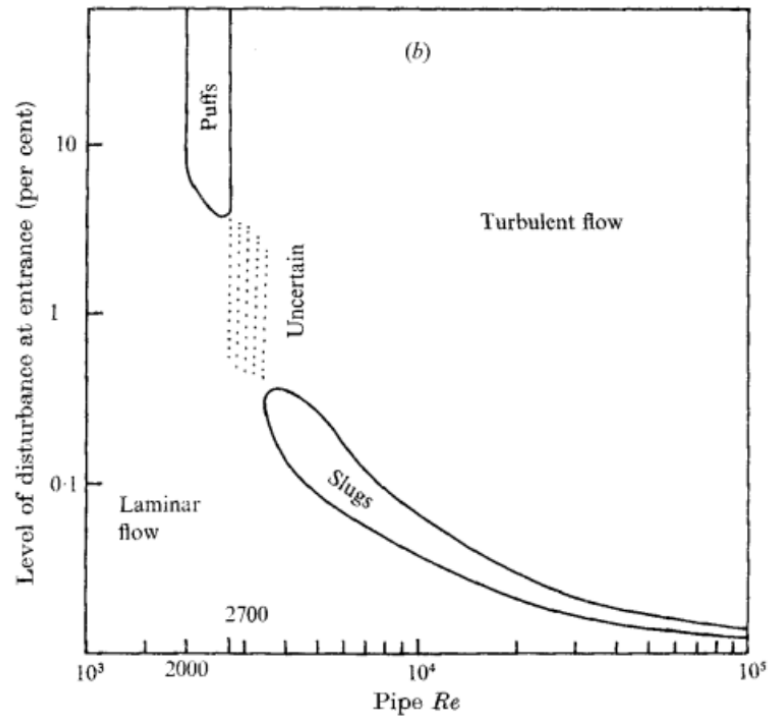 (b)
Puffs
10
Turbulent flow
Uncertain
1
Level of disturbance at entrance (per cent)
0·1
Slugs
Laminar
flow
2700
10³ 2000 10⁴ 10⁵
Pipe Re